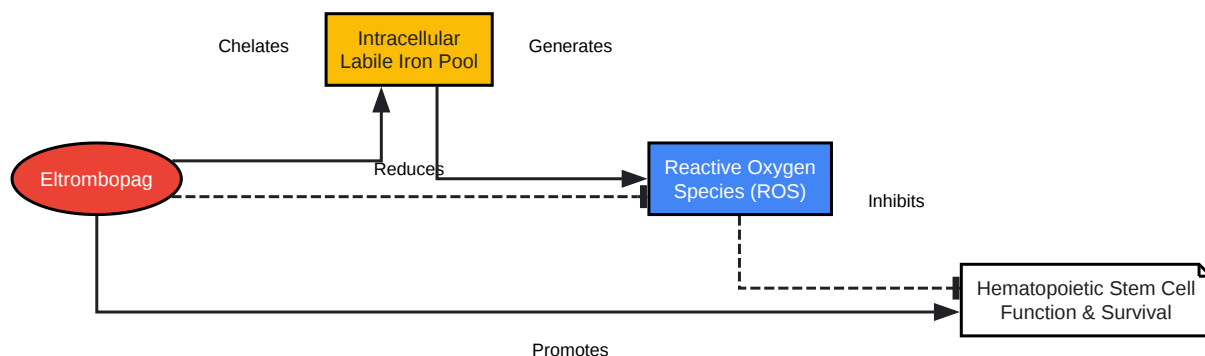 Chelates
Intracellular
Labile Iron Pool
Generates
Reduces
Eltrombopag
Reactive Oxygen
Species (ROS)
Inhibits
Hematopoietic Stem Cell
Function & Survival
Promotes